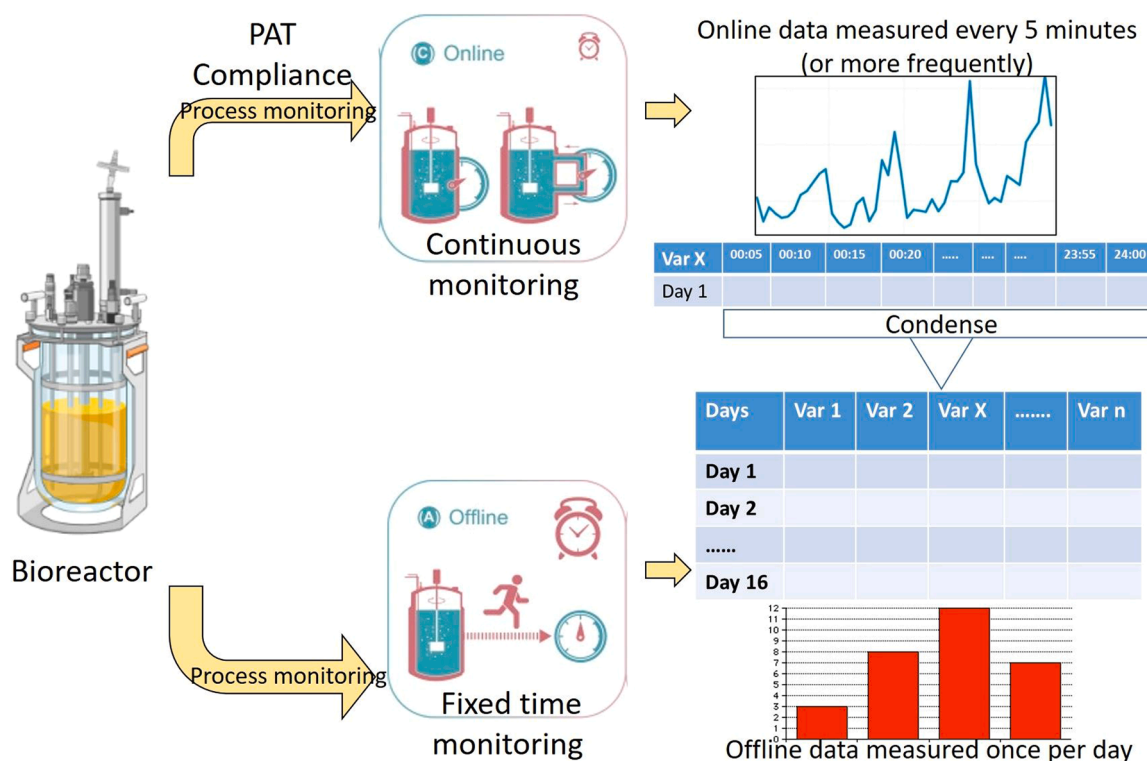 PAT
Compliance
Process monitoring
C Online
Continuous
monitoring
Online data measured every 5 minutes
(or more frequently)
Var X 00:05 00:10 00:15 00:20 ..... .... .... 23:55 24:00
Day 1
Condense
Days Var 1 Var 2 Var X ....... Var n
Day 1
Day 2
......
Day 16
Bioreactor
Process monitoring
A Offline
Fixed time
monitoring
12
11
10
9
8
7
6
5
4
3
2
1
0
Offline data measured once per day